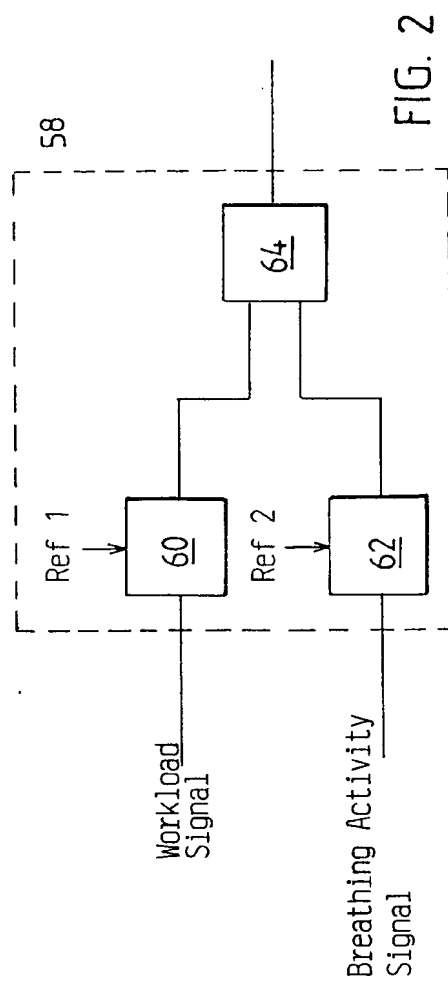 58
Ref 1
Workload
Signal
60
64
Ref 2
Breathing Activity
Signal
62
FIG. 2